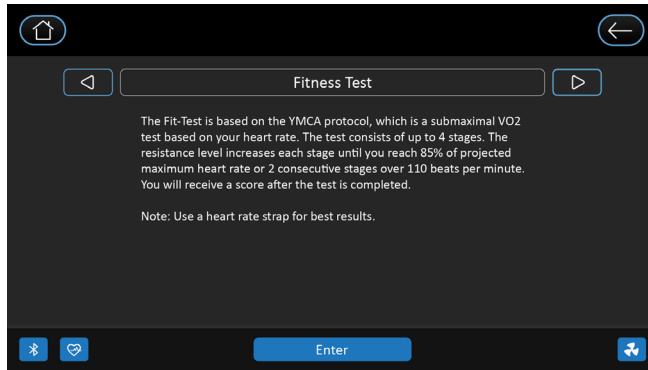 Fitness Test
The Fit-Test is based on the YMCA protocol, which is a submaximal VO2
test based on your heart rate. The test consists of up to 4 stages. The
resistance level increases each stage until you reach 85% of projected
maximum heart rate or 2 consecutive stages over 110 beats per minute.
You will receive a score after the test is completed.
Note: Use a heart rate strap for best results.
Enter